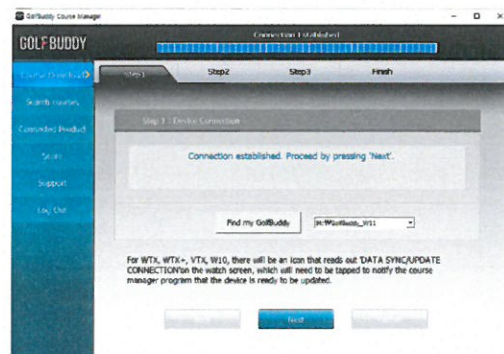 GolfBuddy Course Manager
GOLFBUDDY
Connection Established
Course Download
Step1
Step2
Step3
Finish
Search courses
Connected Product
Store
Support
Log Out
Step 1 : Device Connection
Connection established. Proceed by pressing 'Next'.
Find my GolfBuddy
For WTX, WTX+, VTX, W10, there will be an icon that reads out 'DATA SYNC/UPDATE
CONNECTION'on the watch screen, which will need to be tapped to notify the course
manager program that the device is ready to be updated.
Next